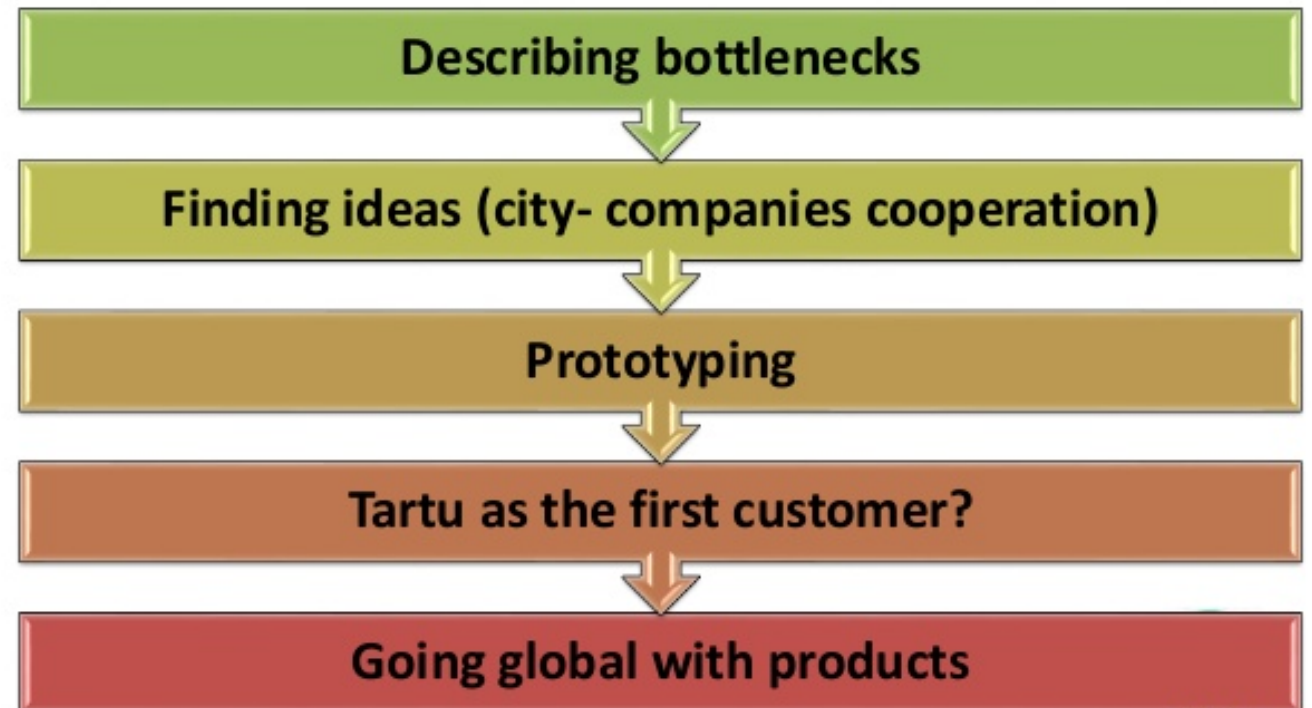 Describing bottlenecks
Finding ideas (city- companies cooperation)
Prototyping
Tartu as the first customer?
Going global with products